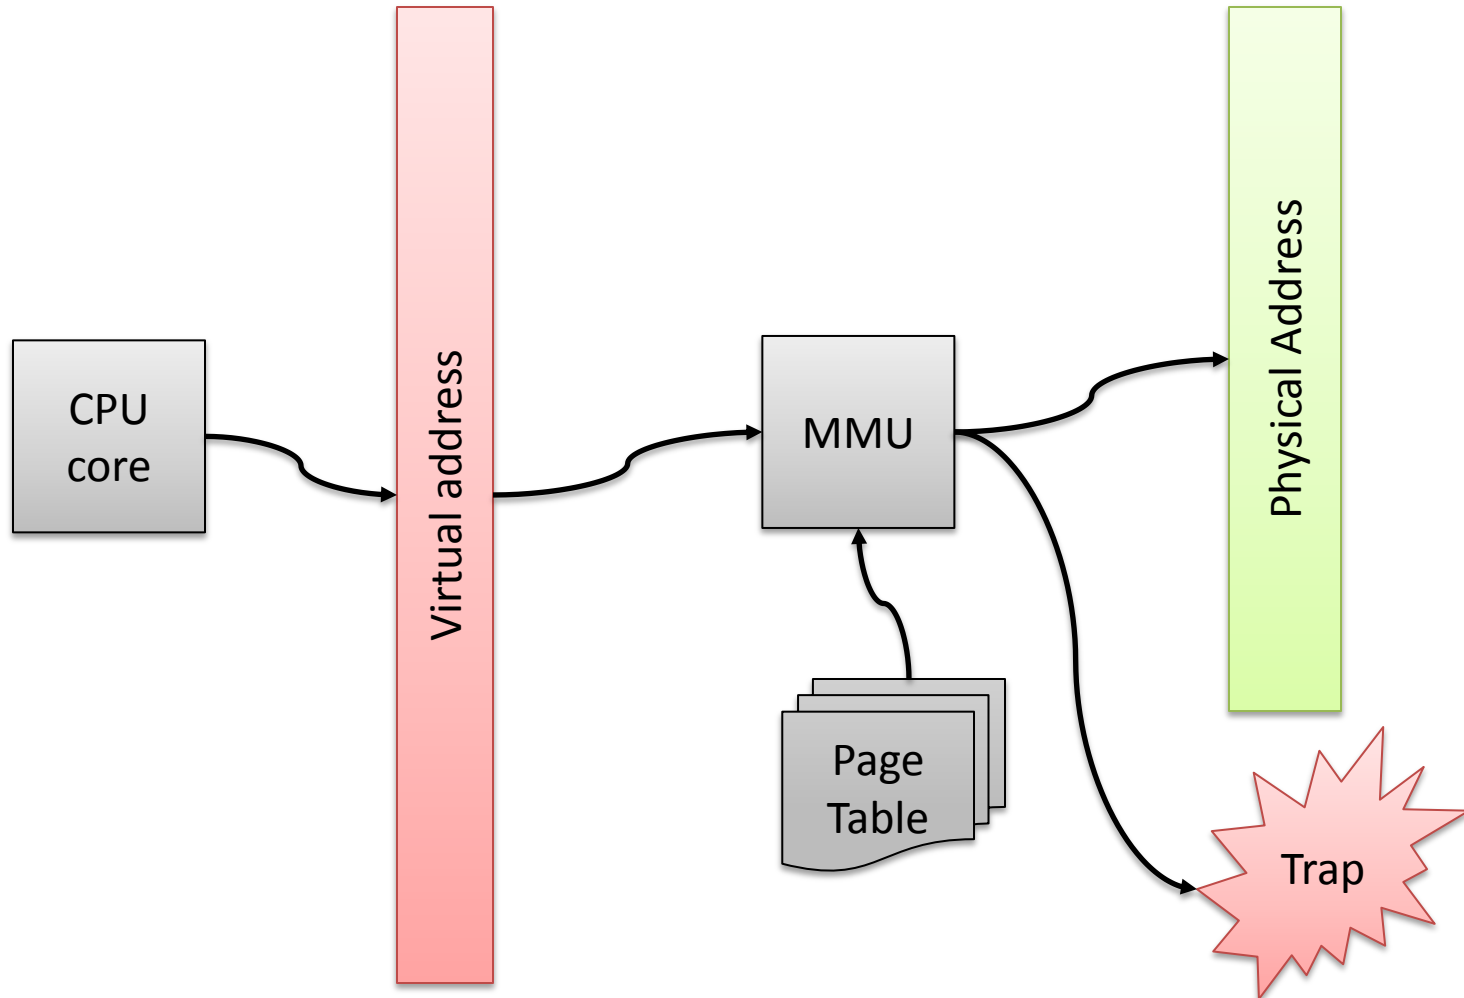 CPU
core
Virtual address
MMU
Page
Table
Physical Address
Trap